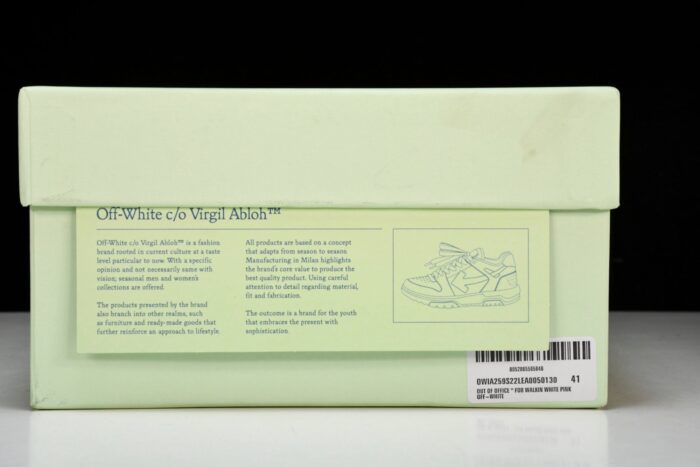 Off-White c/o Virgil Abloh™
Off-White c/o Virgil Abloh™ is a fashion
brand rooted in current culture at a taste
level particular to now. With a specific
opinion and not necessarily same with
vision, seasonal men and women's
collections are offered.
The products presented by the brand
also branch into other realms, such
as furniture and ready-made goods that
further reinforce an approach to lifestyle.
All products are based on a concept
that adapts from season to season.
Manufacturing in Milan highlights
the brand's core value to produce the
best quality product. Using careful
attention to detail regarding material,
fit and fabrication.
The outcome is a brand for the youth
that embraces the present with
sophistication.
OWIA259S22LEA0050130 41
OUT OF OFFICE " FOR WALKIN WHITE PINK
OFF-WHITE